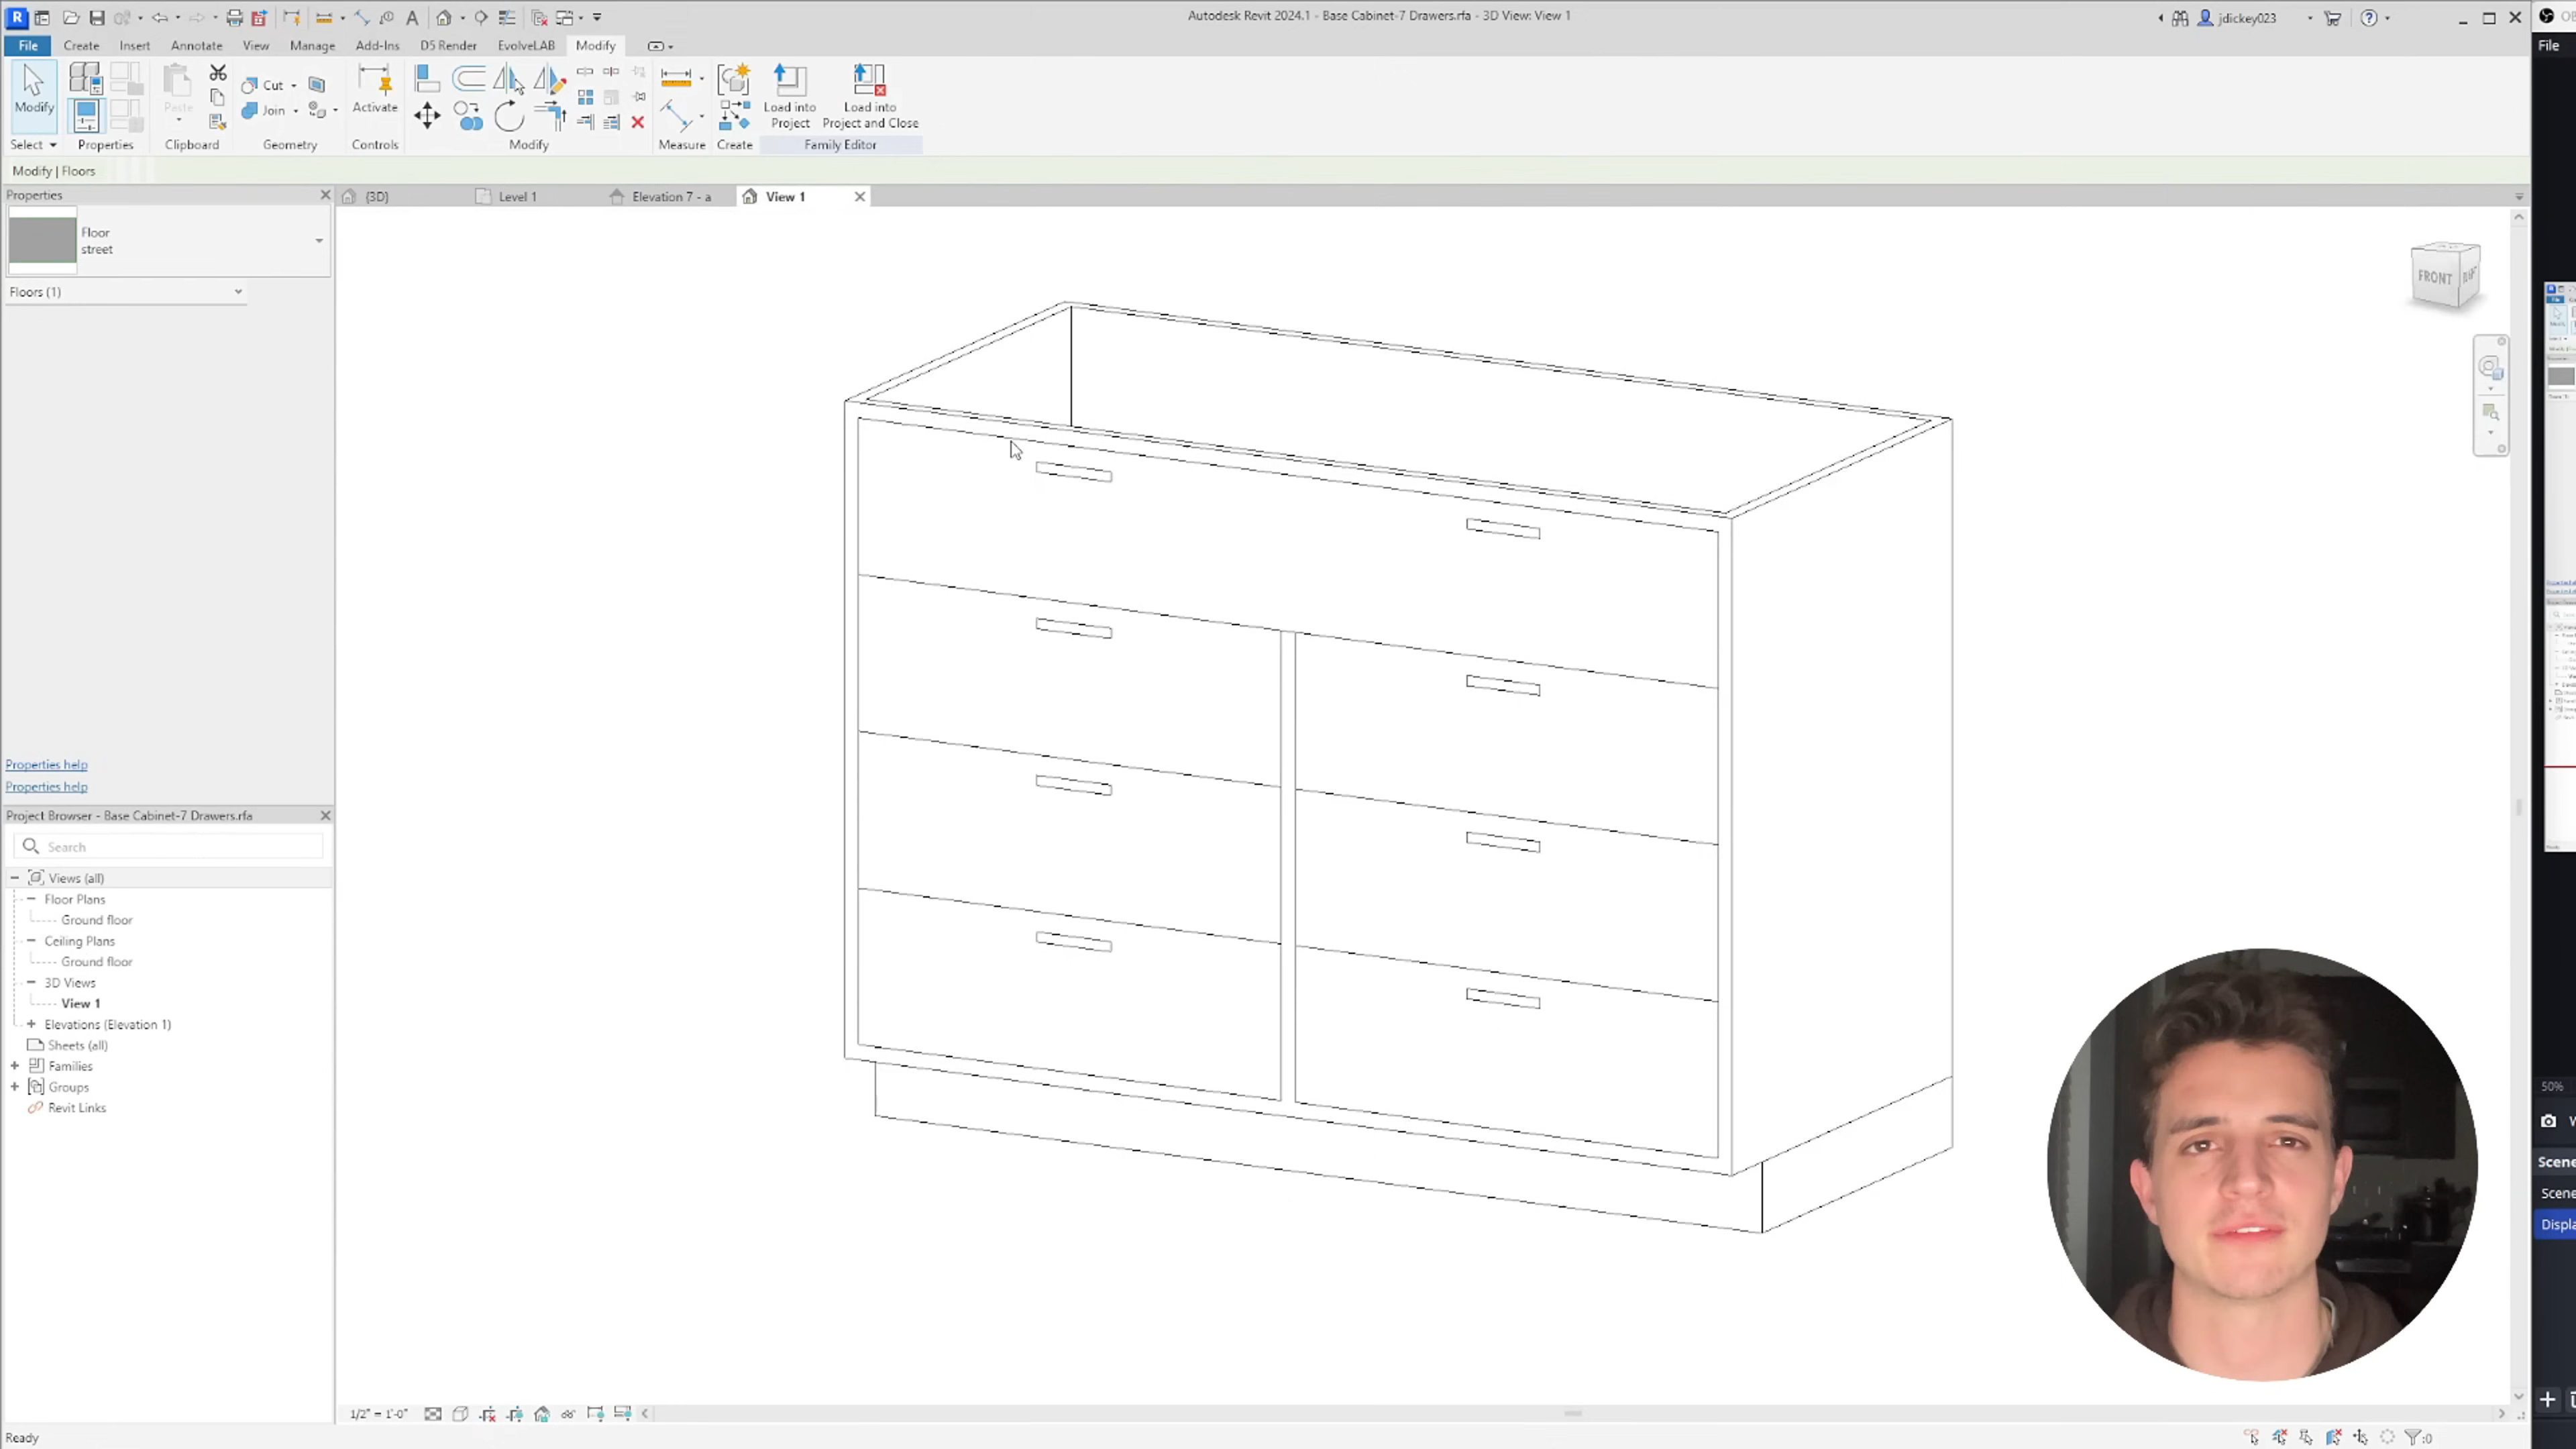 Autodesk Revit 2024.1 - Base Cabinet-7 Drawers.rfa - 3D View: View 1
jdickey023
File
Create
Insert
Annotate
View
Manage
Add-Ins
D5 Render
EvolveLAB
Modify
File
Modify
Paste
Cut
Join
Activate
Load into
Project
Load into
Project and Close
Select
Properties
Clipboard
Geometry
Controls
Modify
Measure
Create
Family Editor
Modify | Floors
Properties
{3D}
Level 1
Elevation 7 - a
View 1
Floor
street
Floors (1)
FRONT
Properties help
Properties help
Project Browser - Base Cabinet-7 Drawers.rfa
Search
Views (all)
Floor Plans
Ground floor
Ceiling Plans
Ground floor
3D Views
View 1
Elevations (Elevation 1)
Sheets (all)
Families
Groups
Revit Links
50%
Scene
Scene
Displa
1/2" = 1'-0"
Ready
:0